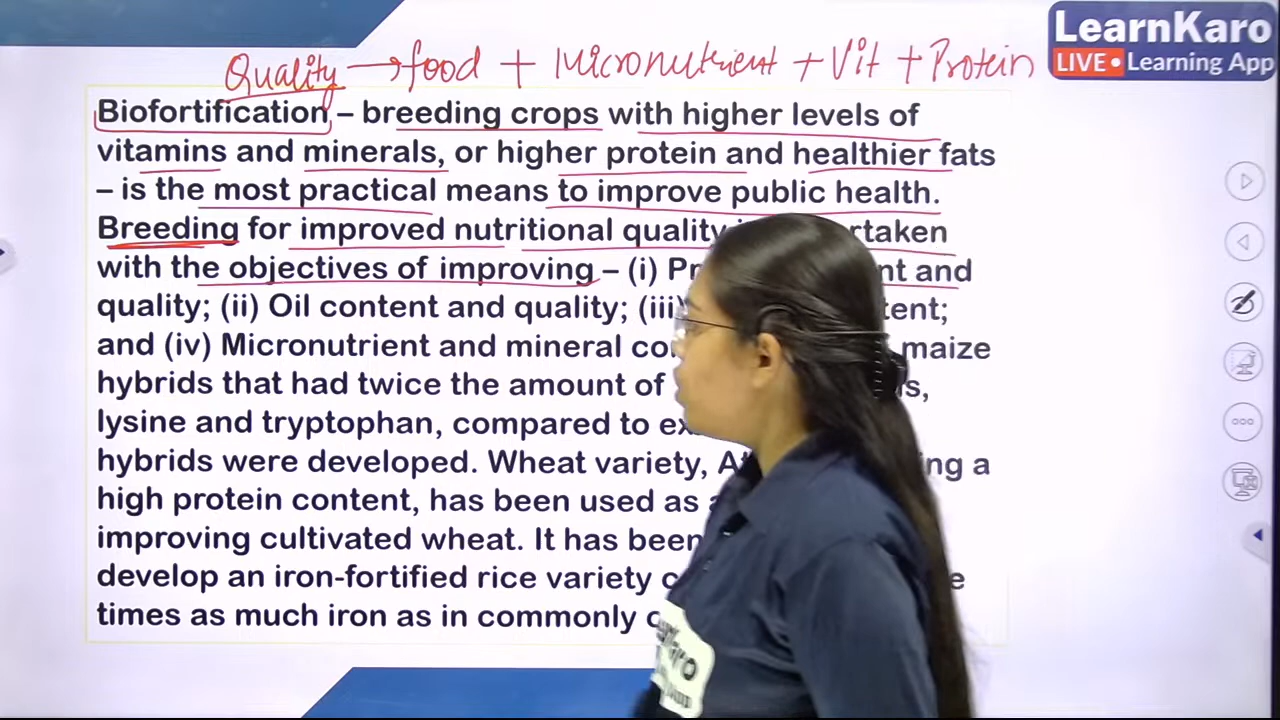 LearnKaro
LIVE • Learning App
Quality → food + Micronutrient + Vit + Protein
Biofortification – breeding crops with higher levels of
vitamins and minerals, or higher protein and healthier fats
– is the most practical means to improve public health.
Breeding for improved nutritional quality
with the objectives of improving – (i) and
quality; (ii) Oil content and quality; (iii)
and (iv) Micronutrient and mineral maize
hybrids that had twice the amount of
lysine and tryptophan, compared to
hybrids were developed. Wheat variety, a
high protein content, has been used as
improving cultivated wheat. It has been
develop an iron-fortified rice variety
times as much iron as in commonly